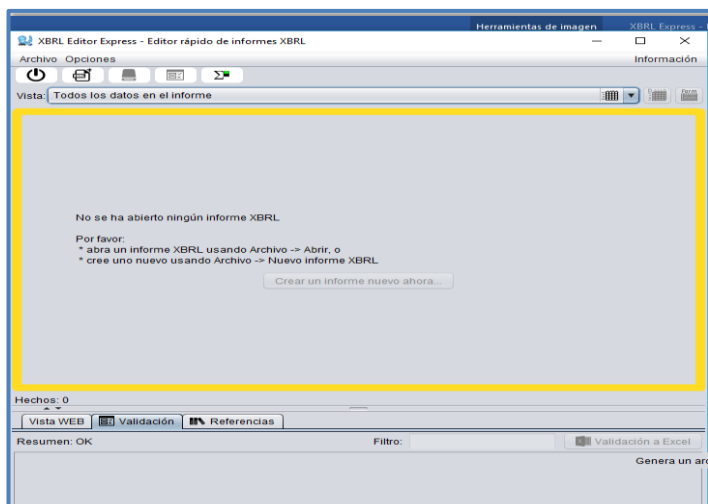 Herramientas de imagen XBRL Express -
XBRL Editor Express - Editor rápido de informes XBRL
Archivo Opciones Información
Vista: Todos los datos en el informe
No se ha abierto ningún informe XBRL
Por favor:
* abra un informe XBRL usando Archivo -> Abrir, o
* cree uno nuevo usando Archivo -> Nuevo informe XBRL
Crear un informe nuevo ahora...
Hechos: 0
Vista WEB Validación Referencias
Resumen: OK Filtro: Validación a Excel
Genera un arc